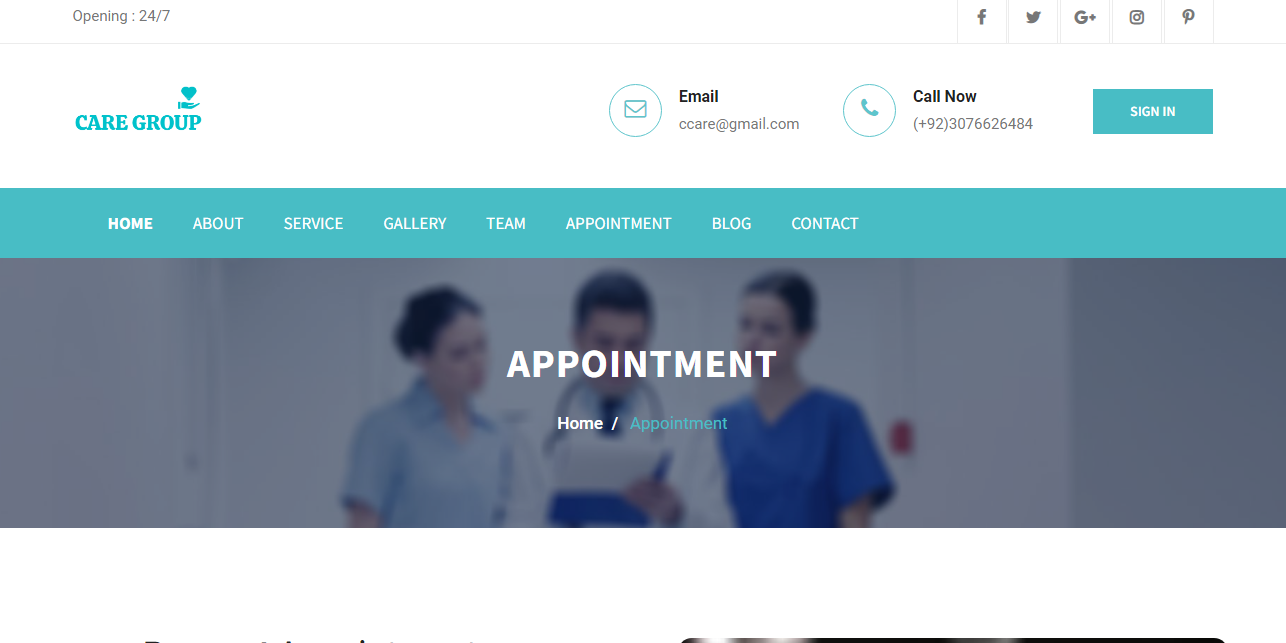 Opening : 24/7
CARE GROUP
Email
ccare@gmail.com
Call Now
(+92)3076626484
SIGN IN
HOME ABOUT SERVICE GALLERY TEAM APPOINTMENT BLOG CONTACT
APPOINTMENT
Home / Appointment